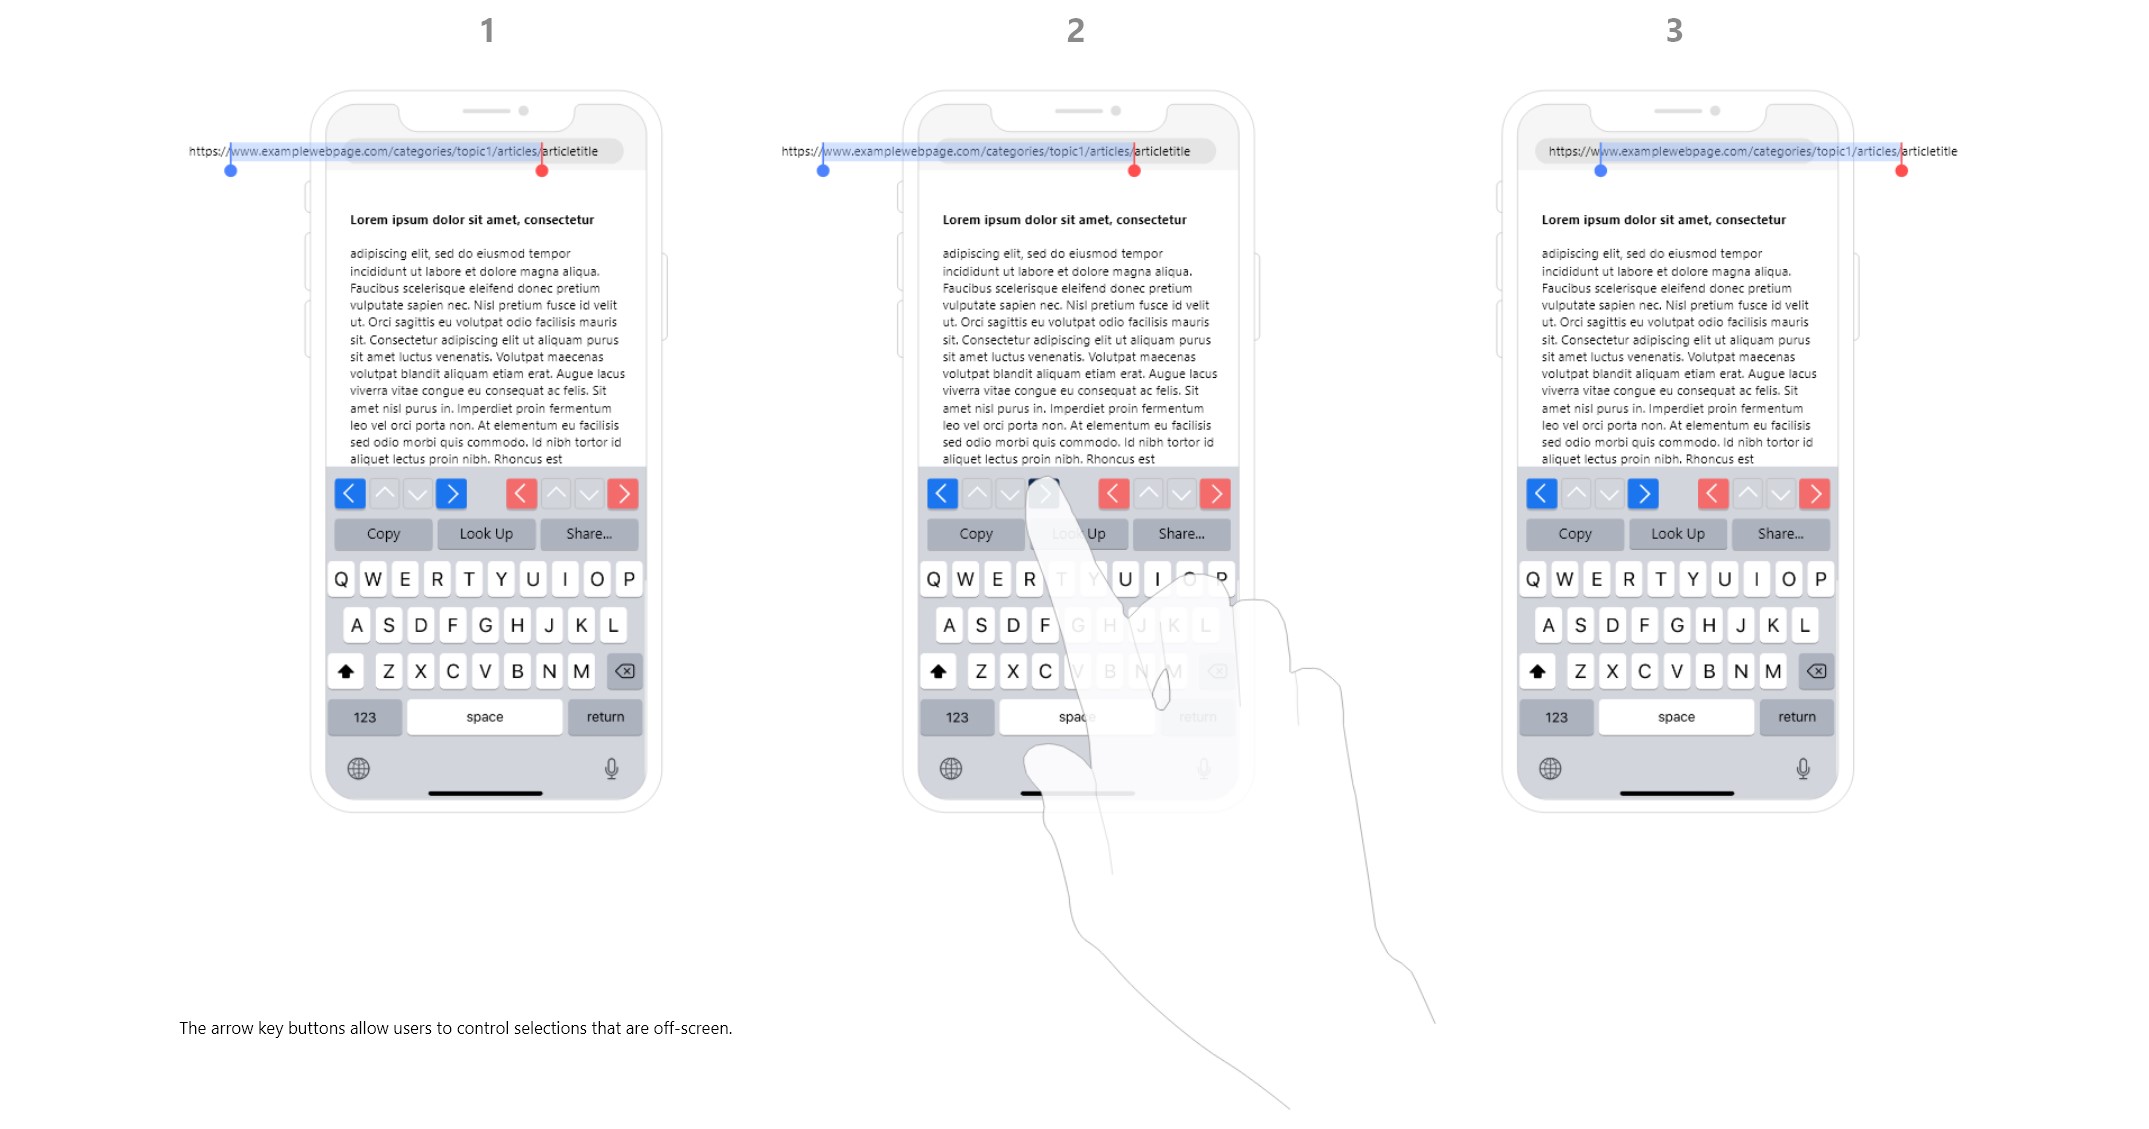 1
2
3
https://www.examplewebpage.com/categories/topic1/articles/articletitle
Lorem ipsum dolor sit amet, consectetur
adipiscing elit, sed do eiusmod tempor
incididunt ut labore et dolore magna aliqua.
Faucibus scelerisque eleifend donec pretium
vulputate sapien nec. Nisl pretium fusce id velit
ut. Orci sagittis eu volutpat odio facilisis mauris
sit. Consectetur adipiscing elit ut aliquam purus
sit amet luctus venenatis. Volutpat maecenas
volutpat blandit aliquam etiam erat. Augue lacus
viverra vitae congue eu consequat ac felis. Sit
amet nisl purus in. Imperdiet proin fermentum
leo vel orci porta non. At elementum eu facilisis
sed odio morbi quis commodo. Id nibh tortor id
aliquet lectus proin nibh. Rhoncus est
Copy Look Up Share...
Q W E R T Y U I O P
A S D F G H J K L
Z X C V B N M
123 space return
https://www.examplewebpage.com/categories/topic1/articles/articletitle
Lorem ipsum dolor sit amet, consectetur
adipiscing elit, sed do eiusmod tempor
incididunt ut labore et dolore magna aliqua.
Faucibus scelerisque eleifend donec pretium
vulputate sapien nec. Nisl pretium fusce id velit
ut. Orci sagittis eu volutpat odio facilisis mauris
sit. Consectetur adipiscing elit ut aliquam purus
sit amet luctus venenatis. Volutpat maecenas
volutpat blandit aliquam etiam erat. Augue lacus
viverra vitae congue eu consequat ac felis. Sit
amet nisl purus in. Imperdiet proin fermentum
leo vel orci porta non. At elementum eu facilisis
sed odio morbi quis commodo. Id nibh tortor id
aliquet lectus proin nibh. Rhoncus est
Copy Look Up Share...
Q W E R T Y U I O P
A S D F G H J K L
Z X C V B N M
123 space return
https://www.examplewebpage.com/categories/topic1/articles/articletitle
Lorem ipsum dolor sit amet, consectetur
adipiscing elit, sed do eiusmod tempor
incididunt ut labore et dolore magna aliqua.
Faucibus scelerisque eleifend donec pretium
vulputate sapien nec. Nisl pretium fusce id velit
ut. Orci sagittis eu volutpat odio facilisis mauris
sit. Consectetur adipiscing elit ut aliquam purus
sit amet luctus venenatis. Volutpat maecenas
volutpat blandit aliquam etiam erat. Augue lacus
viverra vitae congue eu consequat ac felis. Sit
amet nisl purus in. Imperdiet proin fermentum
leo vel orci porta non. At elementum eu facilisis
sed odio morbi quis commodo. Id nibh tortor id
aliquet lectus proin nibh. Rhoncus est
Copy Look Up Share...
Q W E R T Y U I O P
A S D F G H J K L
Z X C V B N M
123 space return
The arrow key buttons allow users to control selections that are off-screen.